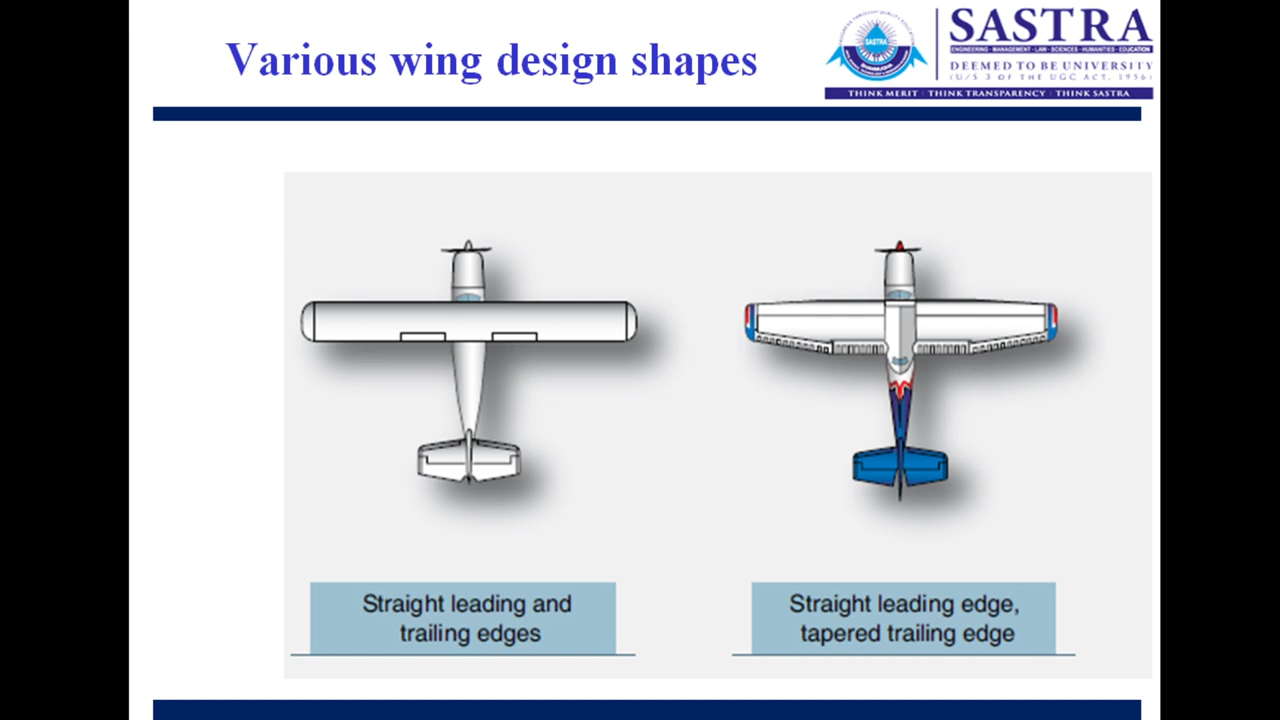 Various wing design shapes
SASTRA
SASTRA
ENGINEERING · MANAGEMENT · LAW · SCIENCES · HUMANITIES · EDUCATION
DEEMED TO BE UNIVERSITY
(U/S 3 OF THE UGC ACT, 1956)
THINK MERIT | THINK TRANSPARENCY | THINK SASTRA
Straight leading and
trailing edges
Straight leading edge,
tapered trailing edge